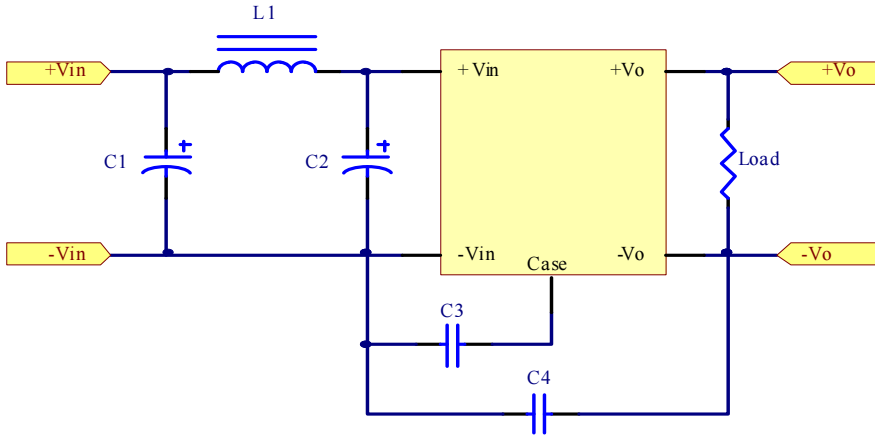 L1
+Vin
+Vin
+Vo
+Vo
C1
+
C2
+
Load
-Vin
-Vin
-Vo
-Vo
Case
C3
C4